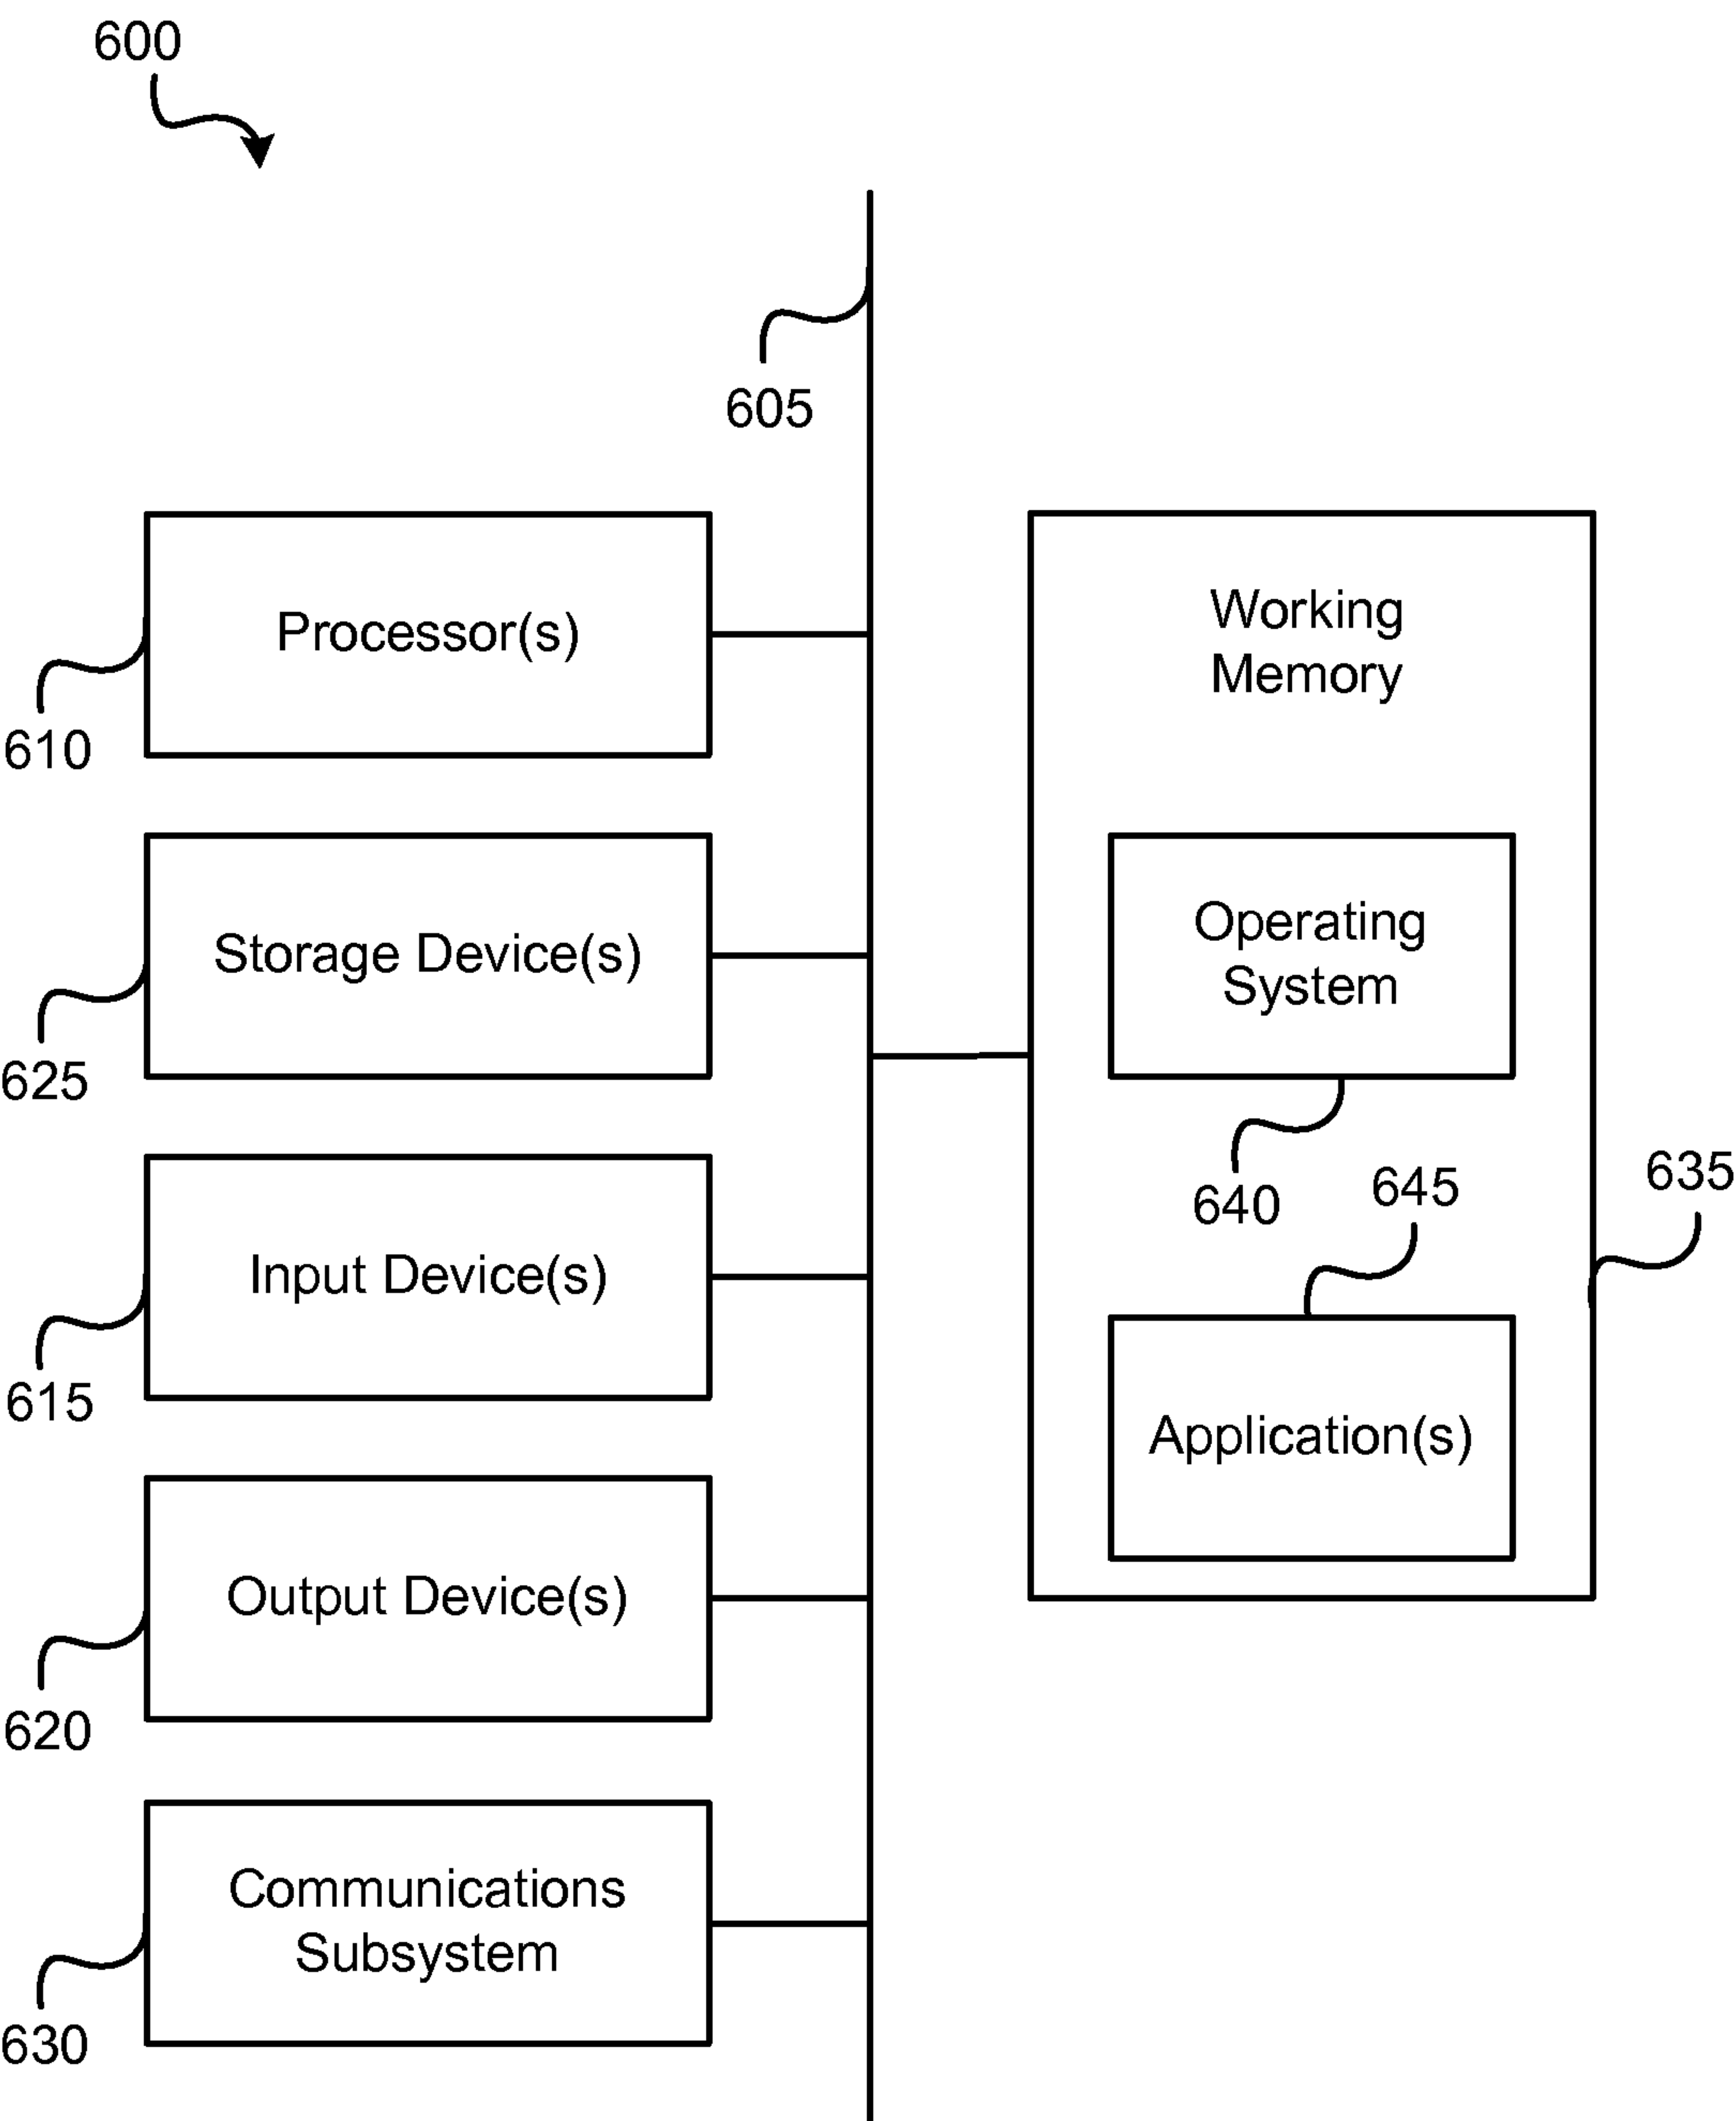 600
605
Processor(s)
610
Storage Device(s)
625
Input Device(s)
615
Output Device(s)
620
Communications
Subsystem
630
Working
Memory
Operating
System
640
645
635
Application(s)